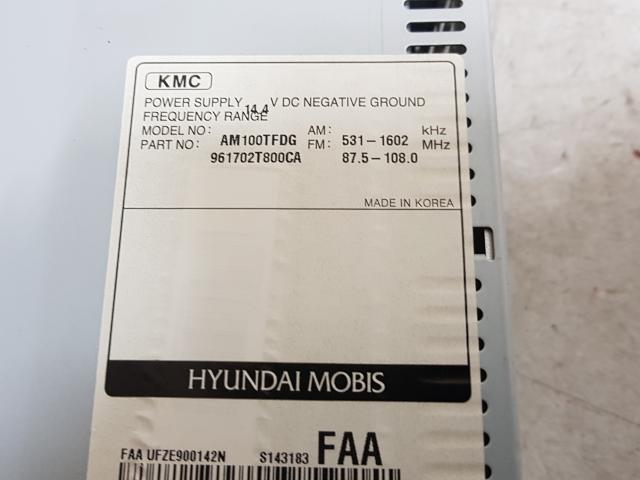 KMC
POWER SUPPLY 14.4 V DC NEGATIVE GROUND
FREQUENCY RANGE
MODEL NO: AM100TFDG AM: 531-1602 kHz
PART NO: 961702T800CA FM: 87.5-108.0 MHz
MADE IN KOREA
HYUNDAI MOBIS
FAA UFZE900142N S143183 FAA